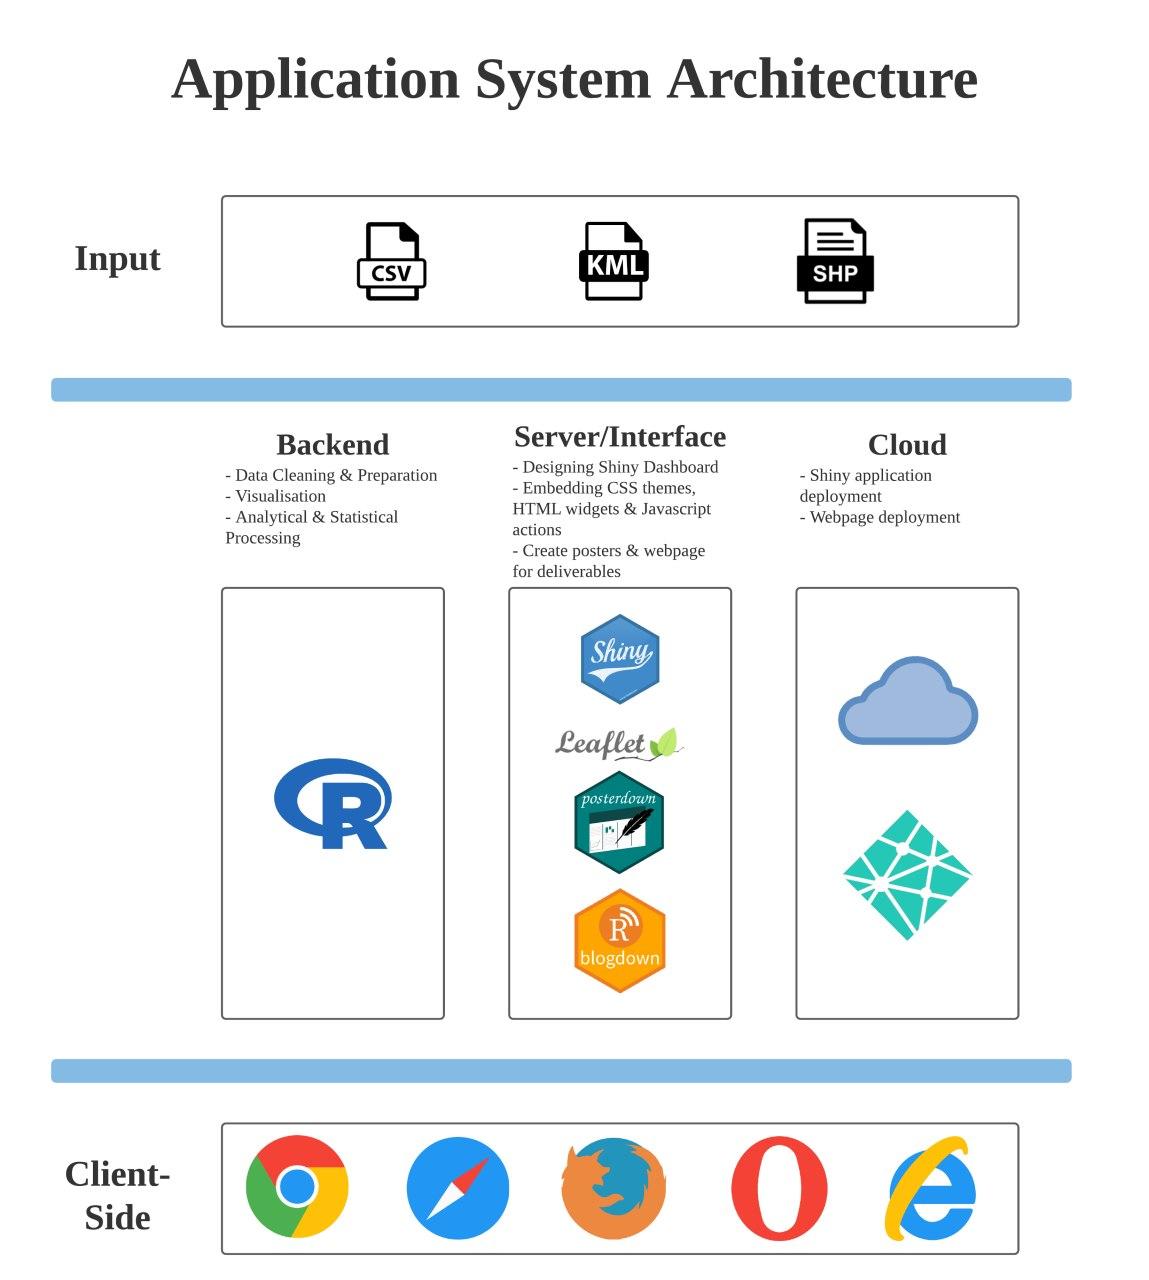 Application System Architecture
Input
CSV
KML
SHP
Backend
- Data Cleaning & Preparation
- Visualisation
- Analytical & Statistical
Processing
Server/Interface
- Designing Shiny Dashboard
- Embedding CSS themes,
HTML widgets & Javascript
actions
- Create posters & webpage
for deliverables
Cloud
- Shiny application
deployment
- Webpage deployment
R
Shiny
Leaflet
posterdown
R
blogdown
Client-
Side